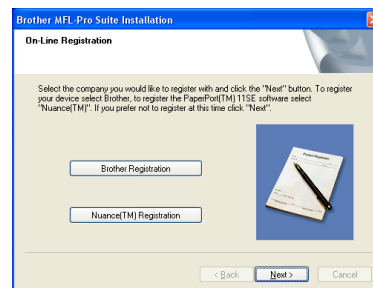 Brother MFL-Pro Suite Installation
On-Line Registration
Select the company you would like to register with and click the "Next" button. To register
your device select Brother, to register the PaperPort(TM) 11SE software select
"Nuance(TM)". If you prefer not to register at this time click "Next".
Product Registration
Brother Registration
Nuance(TM) Registration
< Back
Next >
Cancel